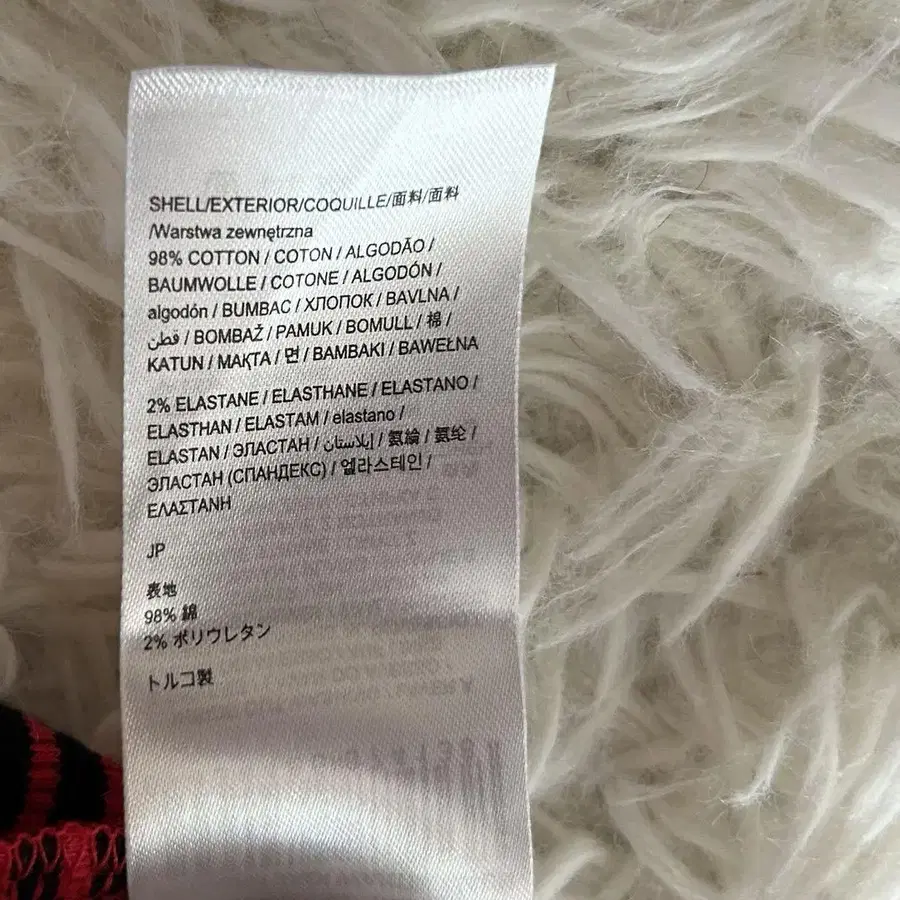 SHELL/EXTERIOR/COQUILLE/面料/面料
/Warstwa zewnętrzna
98% COTTON / COTON / ALGODÃO /
BAUMWOLLE / COTONE / ALGODÓN /
algodón / BUMBAC / ХЛОПОК / BAVLNA /
قطن / BOMBAŽ / PAMUK / BOMULL / 棉 /
KATUN / МАҚТА / 면 / BAMBAKI / BAWEŁNA
2% ELASTANE / ELASTHANE / ELASTANO /
ELASTHAN / ELASTAM / elastano /
ELASTAN / ЭЛАСТАН / إيلاستان / 氨綸 / 氨纶 /
ЭЛАСТАН (СПАНДЕКС) / 엘라스테인 /
ΕΛΑΣΤΑΝΗ
JP
表地
98% 綿
2% ポリウレタン
トルコ製